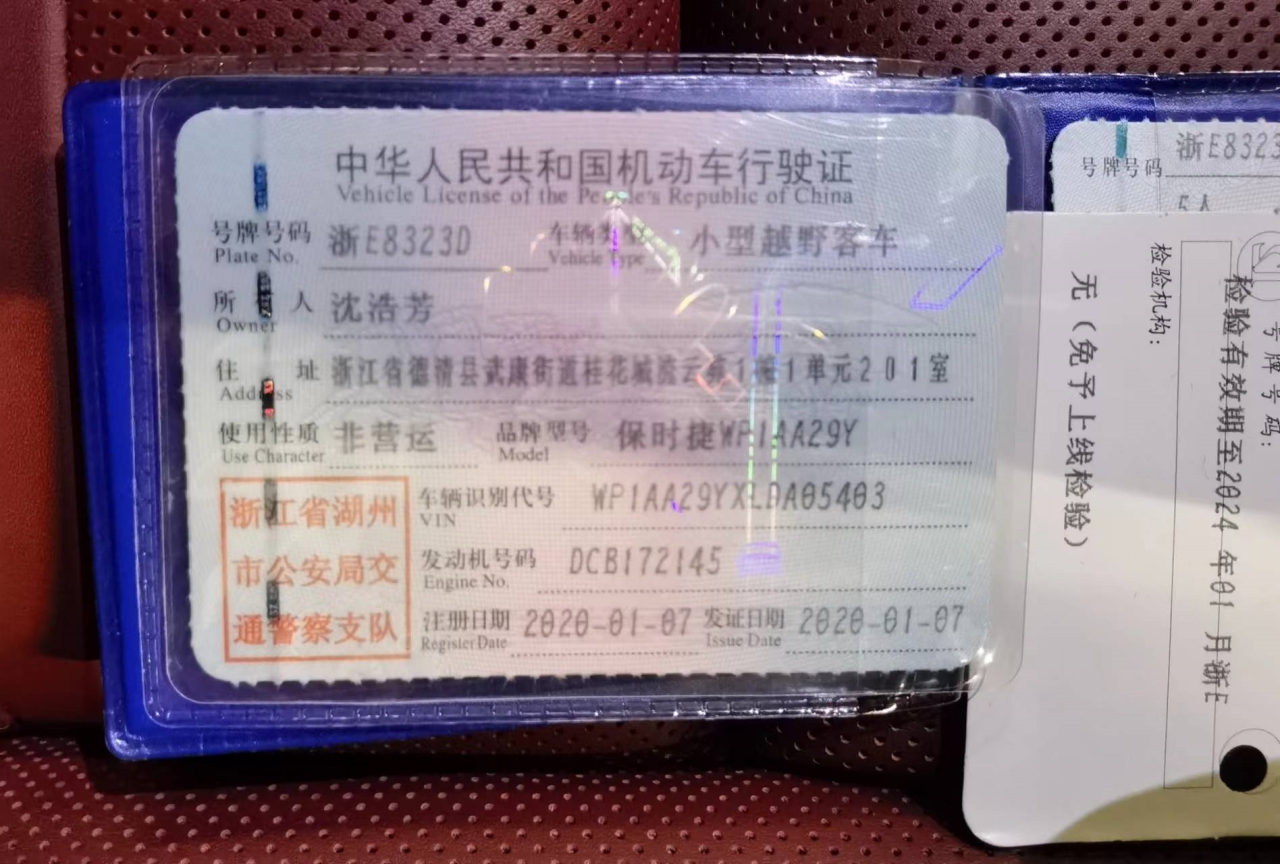 中华人民共和国机动车行驶证
Vehicle License of the People's Republic of China
号牌号码 浙E8323D 车辆类型 小型越野客车
Plate No. Vehicle Type
所 人 沈浩芳
Owner
住 址 浙江省德清县武康街道桂花城 云 1 1单元201室
Address
使用性质 非营运 品牌型号 保时捷WP1AA29Y
Use Character Model
浙江省湖州
市公安局交
通警察支队
车辆识别代号 WP1AA29YXLDA05403
VIN
发动机号码 DCB172145
Engine No.
注册日期 2020-01-07 发证日期 2020-01-07
Register Date Issue Date
号牌号码 浙E8323
5人
无（免予上线检验）
检验机构：
检验有效期至2024年01月浙E
号牌号码：